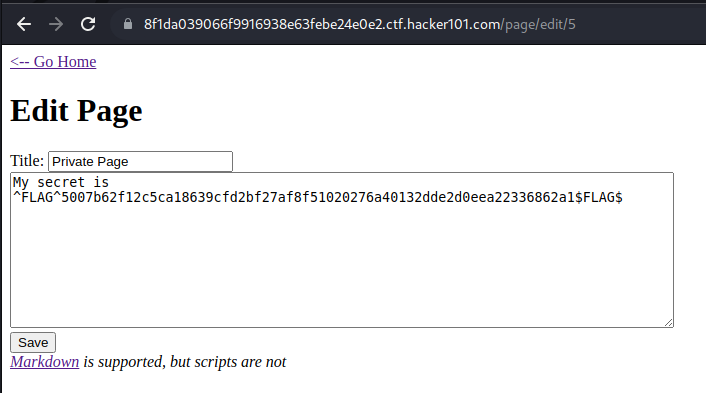 8f1da039066f9916938e63febe24e0e2.ctf.hacker101.com/page/edit/5
<-- Go Home
Edit Page
Title: Private Page
My secret is
^FLAG^5007b62f12c5ca18639cfd2bf27af8f51020276a40132dde2d0eea22336862a1$FLAG$
Save
Markdown is supported, but scripts are not